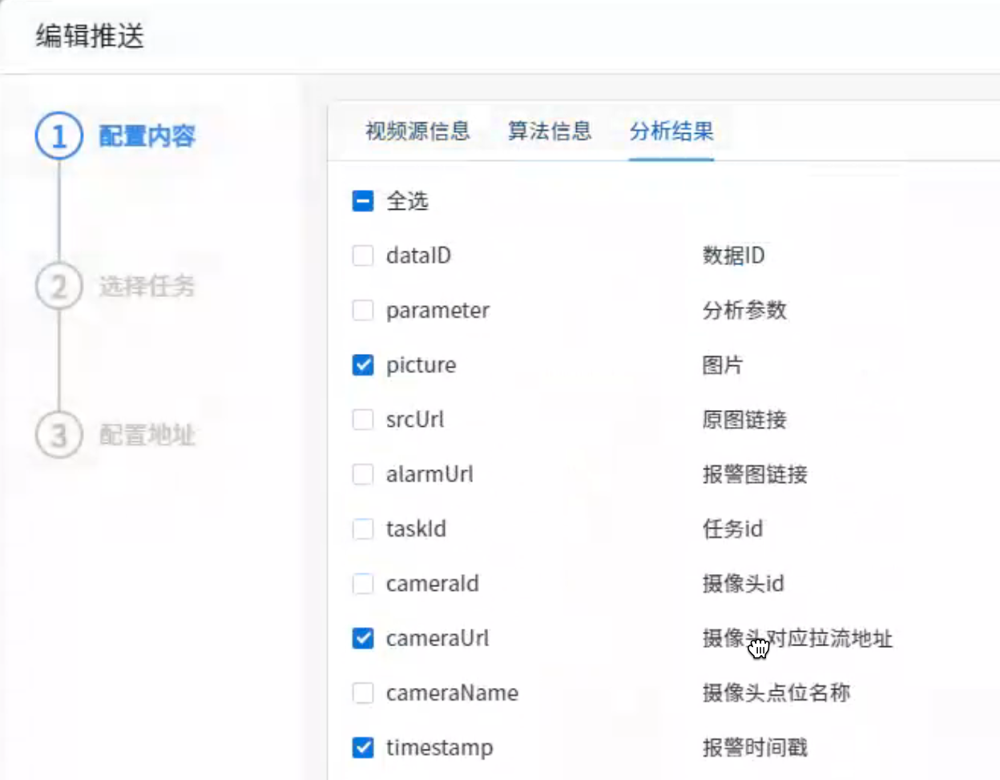 编辑推送
1 配置内容
2 选择任务
3 配置地址
视频源信息 算法信息 分析结果
全选
dataID 数据ID
parameter 分析参数
picture 图片
srcUrl 原图链接
alarmUrl 报警图链接
taskId 任务id
cameraId 摄像头id
cameraUrl 摄像头对应拉流地址
cameraName 摄像头点位名称
timestamp 报警时间戳